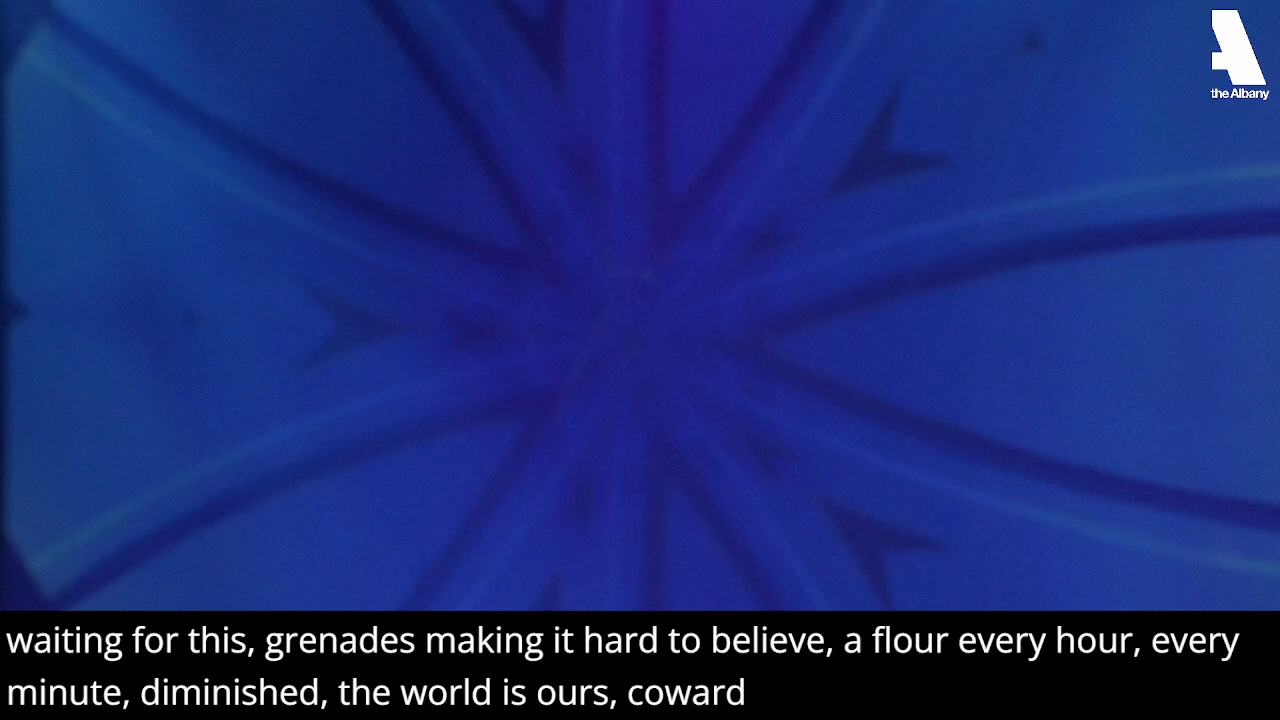 the Albany
waiting for this, grenades making it hard to believe, a flour every hour, every
minute, diminished, the world is ours, coward